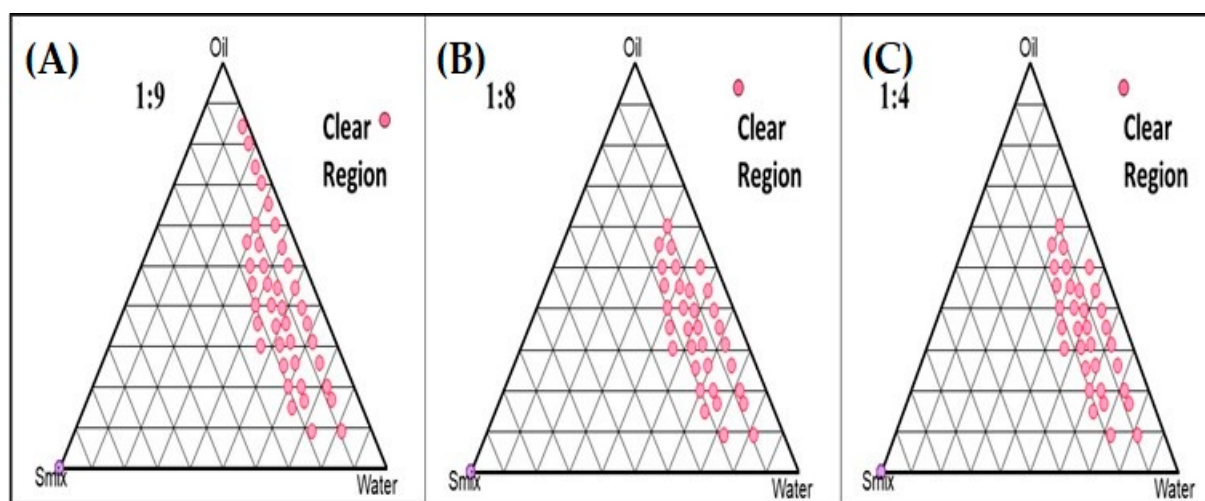 (A)
Oil
1:9
Clear
Region
Smix
Water
(B)
Oil
1:8
Clear
Region
Smix
Water
(C)
Oil
1:4
Clear
Region
Smix
Water